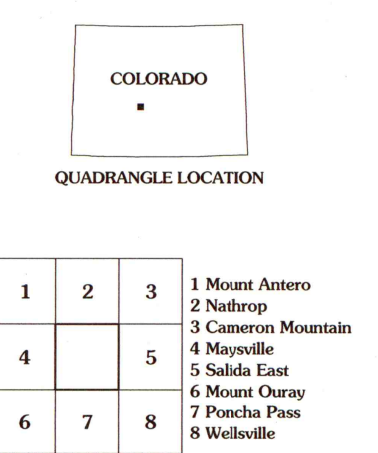 COLORADO
QUADRANGLE LOCATION
1 2 3
4 5
6 7 8
1 Mount Antero
2 Nathrop
3 Cameron Mountain
4 Maysville
5 Salida East
6 Mount Ouray
7 Poncha Pass
8 Wellsville